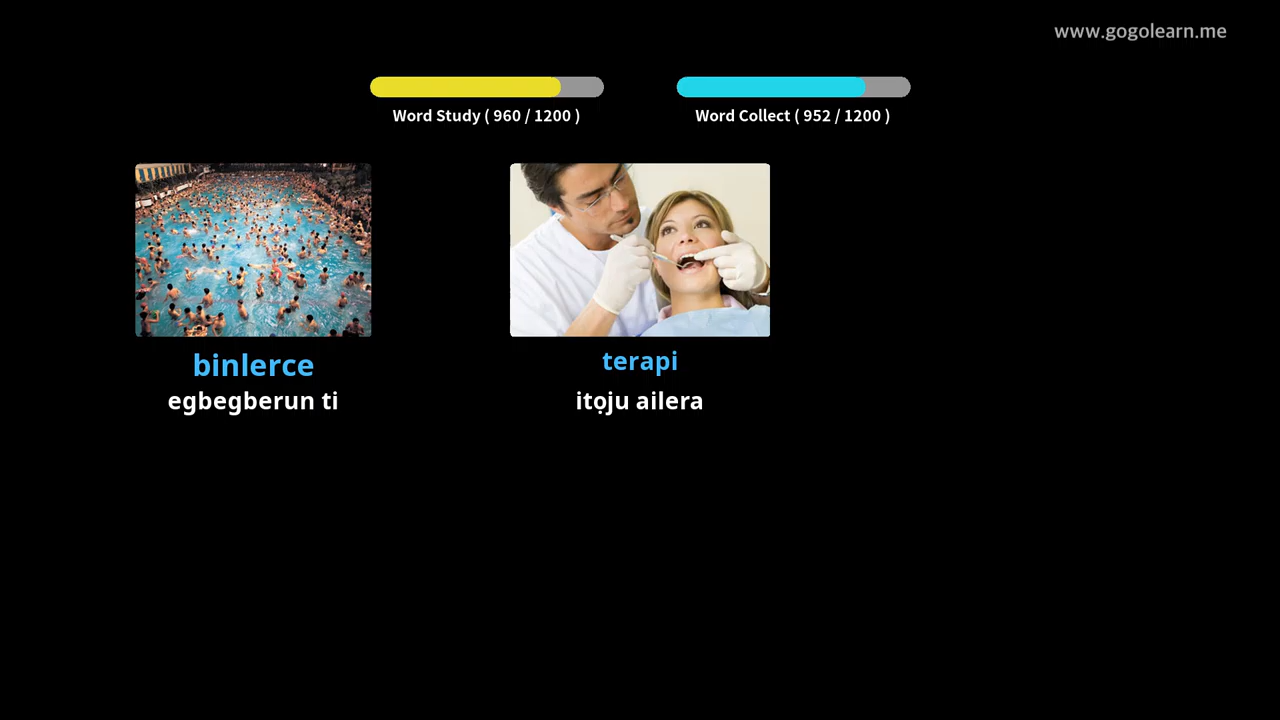 www.gogolearn.me
Word Study ( 960 / 1200 )
Word Collect ( 952 / 1200 )
binlerce
egbegberun ti
terapi
itọju ailera